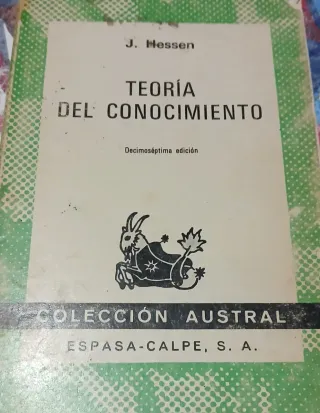 J. Hessen
TEORÍA
DEL CONOCIMIENTO
Decimoséptima edición
COLECCIÓN AUSTRAL
ESPASA-CALPE, S. A.